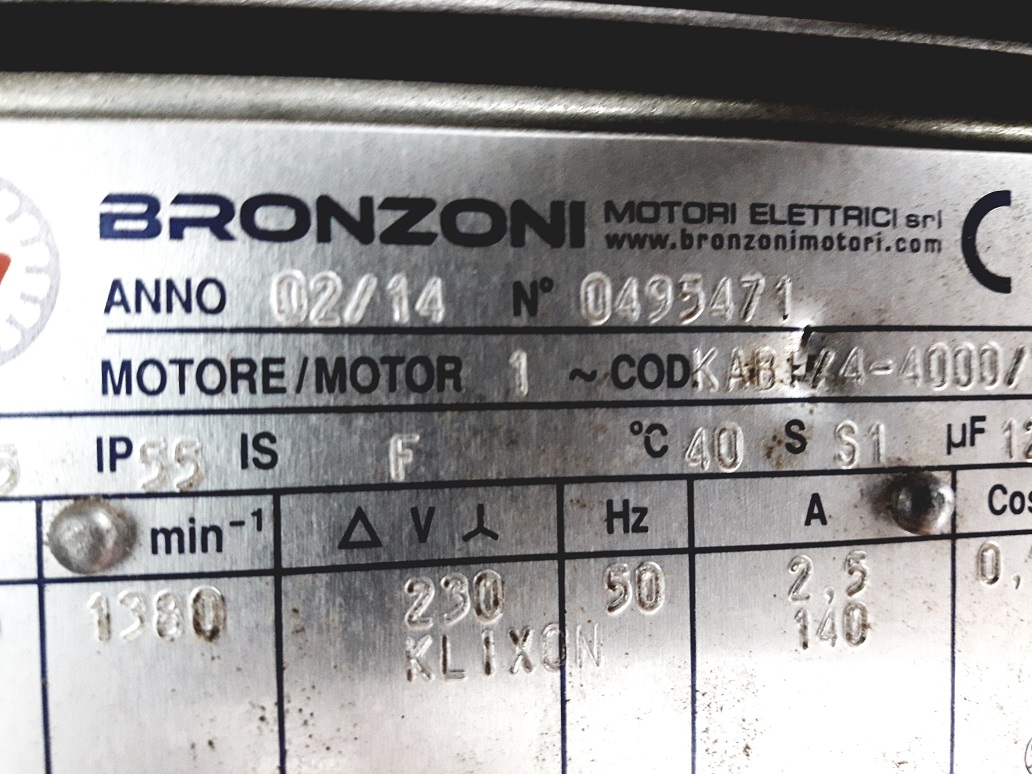 BRONZONI MOTORI ELETTRICI srl
www.bronzonimotori.com
ANNO 02/14 N° 0495471
MOTORE/MOTOR 1 ~ COD
IP 55 IS F °C 40 S S1 µF
min⁻¹ Δ V Hz A
1380 230 50 2,5
KLIXON 140